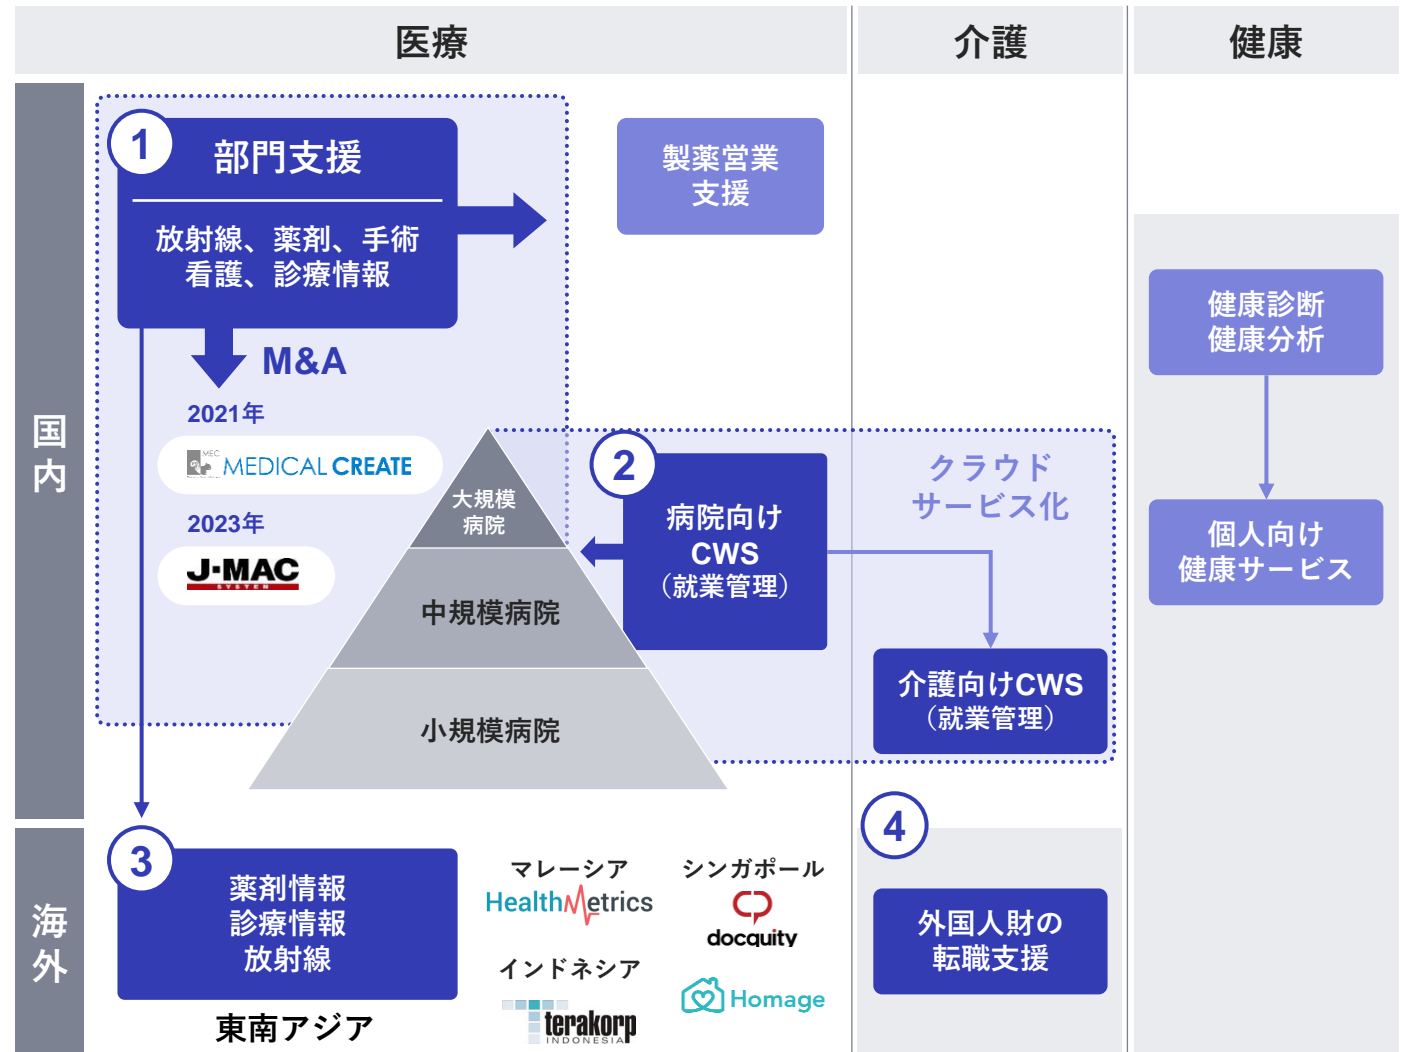 医療
介護
健康
国内
1
部門支援
放射線、薬剤、手術
看護、診療情報
製薬営業
支援
M&A
2021年
MEC
MEDICAL CREATE
2023年
J-MAC
SYSTEM
大規模
病院
中規模病院
小規模病院
2
病院向け
CWS
（就業管理）
クラウド
サービス化
介護向けCWS
（就業管理）
健康診断
健康分析
個人向け
健康サービス
海外
3
薬剤情報
診療情報
放射線
東南アジア
マレーシア
HealthMetrics
シンガポール
docquity
インドネシア
terakorp
INDONESIA
Homage
4
外国人財の
転職支援